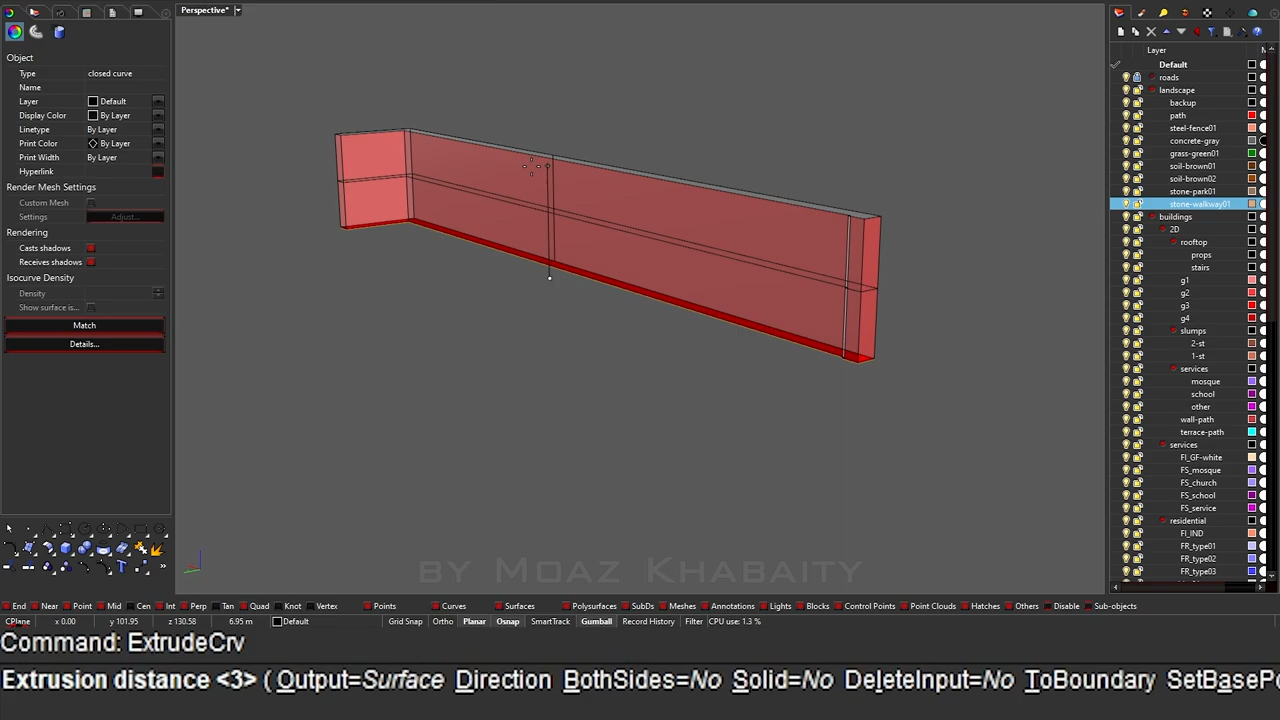 Perspective*
Object
Type closed curve
Name
Layer Default
Display Color By Layer
Linetype By Layer
Print Color By Layer
Print Width By Layer
Hyperlink
Render Mesh Settings
Custom Mesh
Settings Adjust...
Rendering
Casts shadows
Receives shadows
Isocurve Density
Density
Show surface is...
Match
Details...
Layer M
Default
roads
landscape
backup
path
steel-fence01
concrete-gray
grass-green01
soil-brown01
soil-brown02
stone-park01
stone-walkway01
buildings
2D
rooftop
props
stairs
g1
g2
g3
g4
slumps
2-st
1-st
services
mosque
school
other
wall-path
terrace-path
services
FI_GF-white
FS_mosque
FS_church
FS_school
FS_service
residential
FI_IND
FR_type01
FR_type02
FR_type03
by Moaz Khabaity
End Near Point Mid Cen Int Perp Tan Quad Knot Vertex Points Curves Surfaces Polysurfaces SubDs Meshes Annotations Lights Blocks Control Points Point Clouds Hatches Others Disable Sub-objects
CPlane x 0.00 y 101.95 z 130.58 6.95 m Default Grid Snap Ortho Planar Osnap SmartTrack Gumball Record History Filter CPU use: 1.3 %
Command: ExtrudeCrv
Extrusion distance <3> ( Output=Surface Direction BothSides=No Solid=No DeleteInput=No ToBoundary SetBasePo